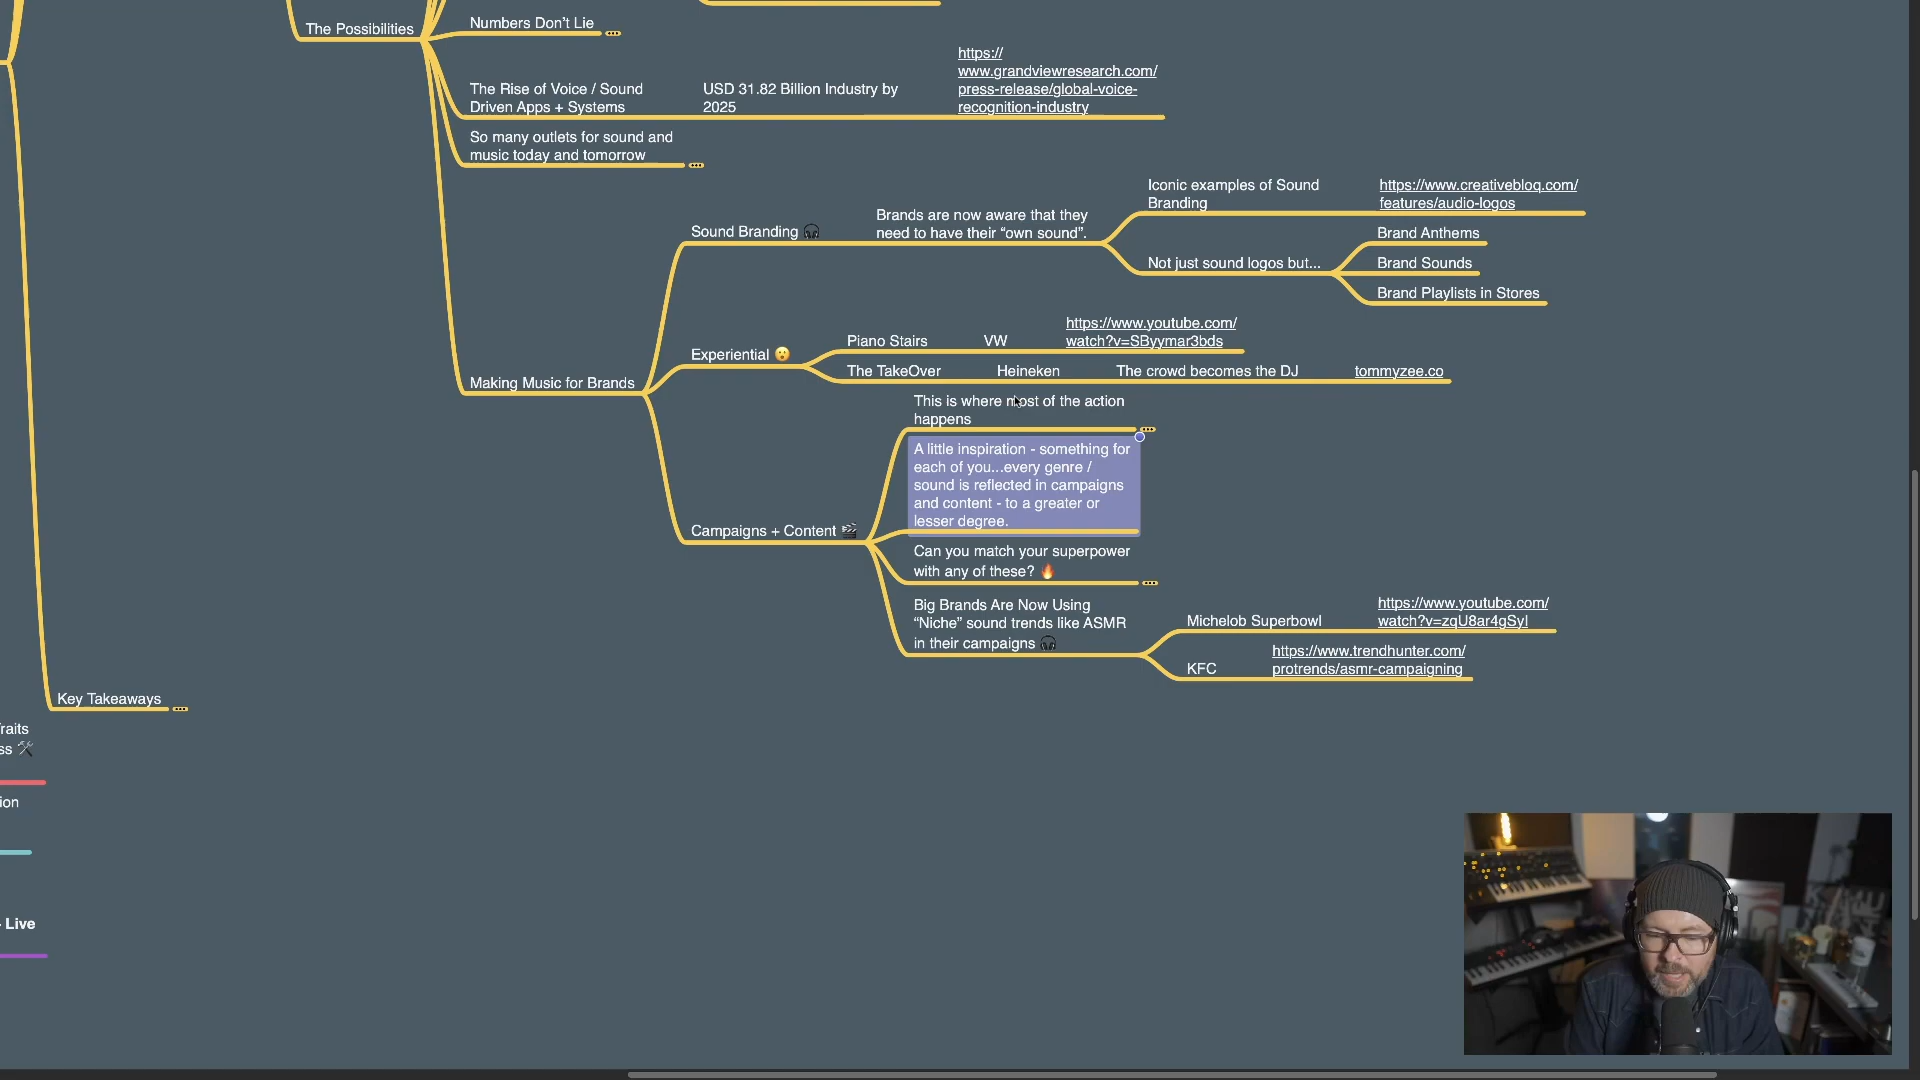 The Possibilities
Numbers Don't Lie
The Rise of Voice / Sound
Driven Apps + Systems
USD 31.82 Billion Industry by
2025
https://
www.grandviewresearch.com/
press-release/global-voice-
recognition-industry
So many outlets for sound and
music today and tomorrow
Making Music for Brands
Sound Branding 🎧
Brands are now aware that they
need to have their “own sound”.
Iconic examples of Sound
Branding
https://www.creativebloq.com/
features/audio-logos
Not just sound logos but...
Brand Anthems
Brand Sounds
Brand Playlists in Stores
Experiential 😮
Piano Stairs
VW
https://www.youtube.com/
watch?v=SByymar3bds
The TakeOver
Heineken
The crowd becomes the DJ
tommyzee.co
Campaigns + Content 🎬
This is where most of the action
happens
A little inspiration - something for
each of you...every genre /
sound is reflected in campaigns
and content - to a greater or
lesser degree.
Can you match your superpower
with any of these? 🔥
Big Brands Are Now Using
“Niche” sound trends like ASMR
in their campaigns 🎧
Michelob Superbowl
https://www.youtube.com/
watch?v=zqU8ar4gSyI
KFC
https://www.trendhunter.com/
protrends/asmr-campaigning
Key Takeaways
raits
ss 🛠
ion
- Live